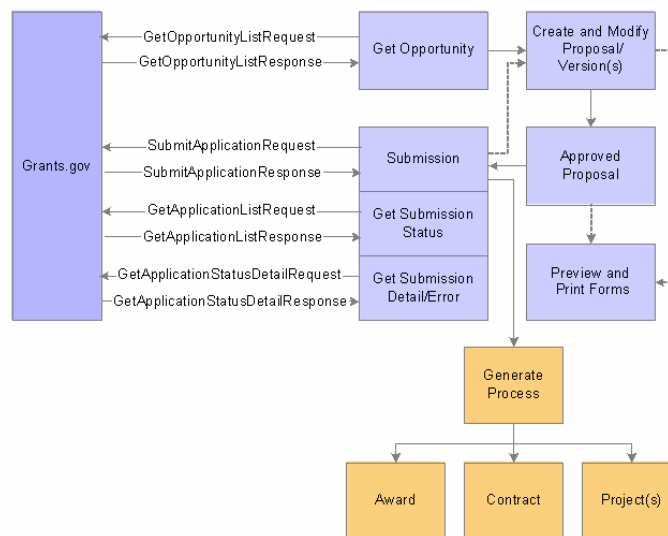 GetOpportunityListRequest
GetOpportunityListResponse
Get Opportunity
Create and Modify
Proposal/
Version(s)
Grants.gov
SubmitApplicationRequest
SubmitApplicationResponse
Submission
Approved
Proposal
GetApplicationListRequest
GetApplicationListResponse
Get Submission
Status
GetApplicationStatusDetailRequest
GetApplicationStatusDetailResponse
Get Submission
Detail/Error
Preview and
Print Forms
Generate
Process
Award
Contract
Project(s)